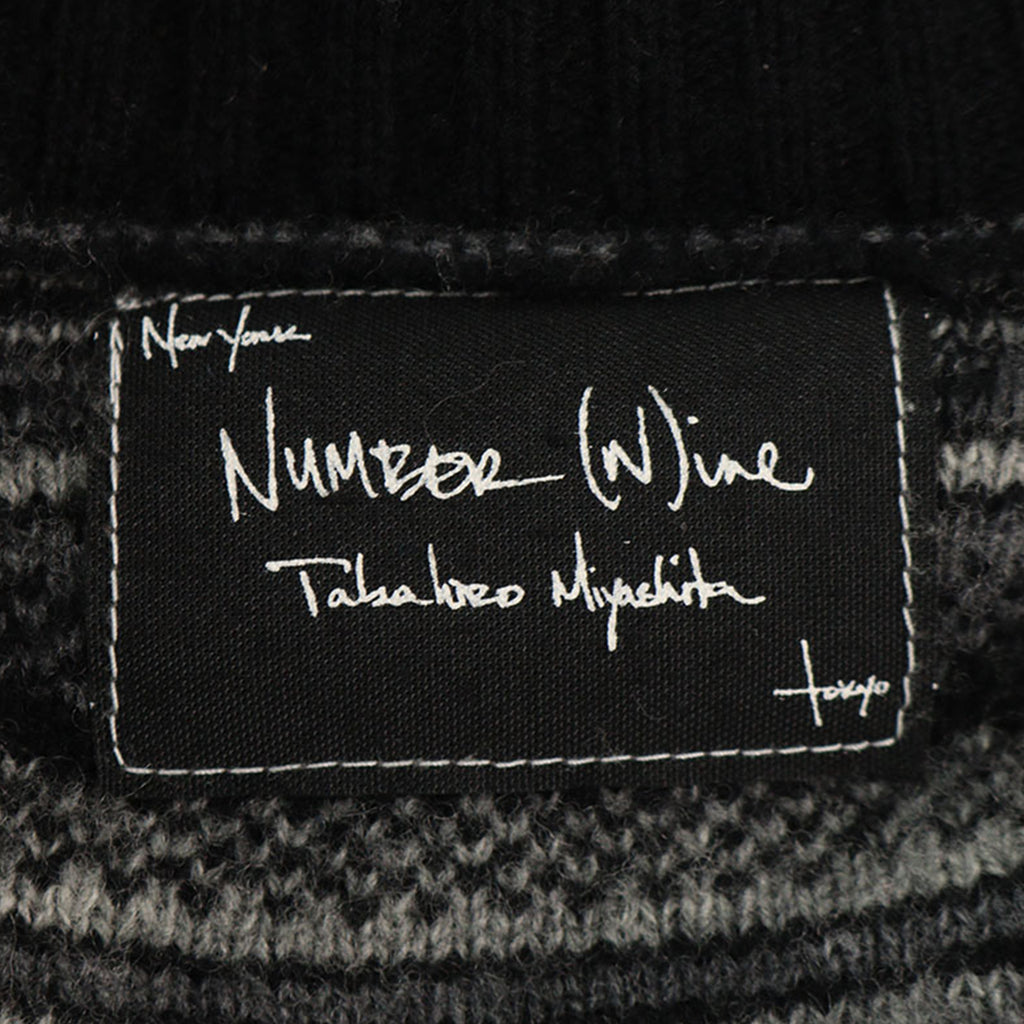 New York
NUMBER (N)ine
Takahiro Miyashita
tokyo